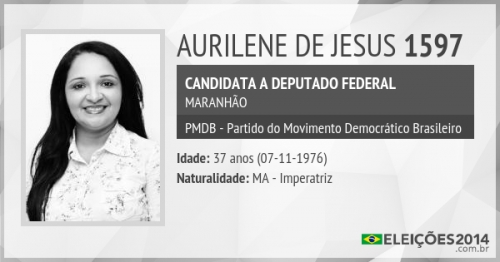 AURILENE DE JESUS 1597
CANDIDATA A DEPUTADO FEDERAL
MARANHÃO
PMDB - Partido do Movimento Democrático Brasileiro
Idade: 37 anos (07-11-1976)
Naturalidade: MA - Imperatriz
ELEIÇÕES2014
.com.br